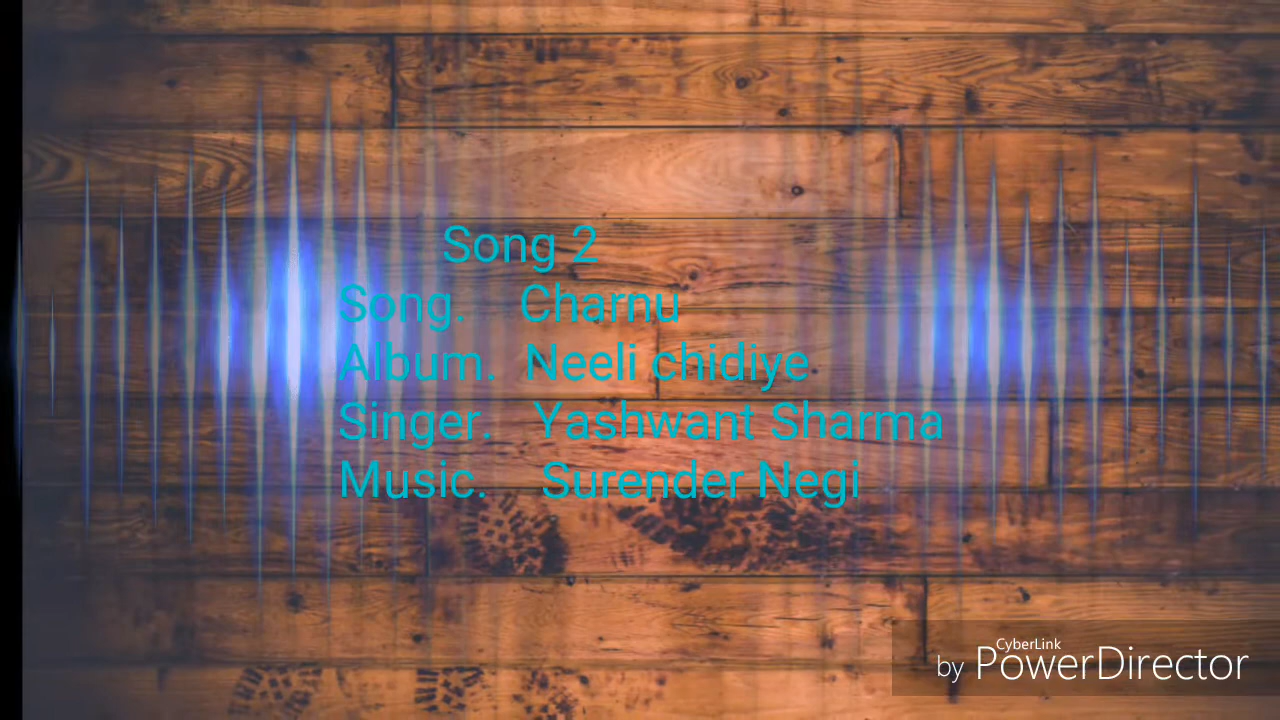 Song 2
Song. Charnu
Album. Neeli chidiye
Singer. Yashwant Sharma
Music. Surender Negi
CyberLink
by PowerDirector